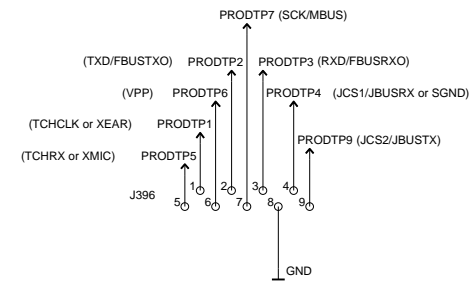 PRODTP7 (SCK/MBUS)
(TXD/FBUSTXO) PRODTP2 PRODTP3 (RXD/FBUSRXO)
(VPP) PRODTP6 PRODTP4 (JCS1/JBUSRX or SGND)
(TCHCLK or XEAR) PRODTP1
PRODTP9 (JCS2/JBUSTX)
(TCHRX or XMIC) PRODTP5
1 2 3 4
J396
5 6 7 8 9
GND